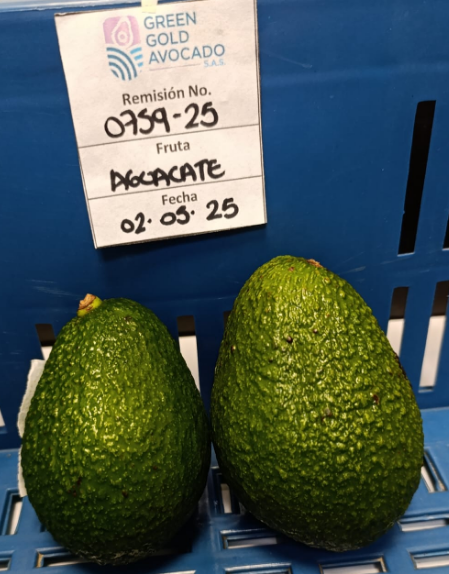 GREEN
GOLD
AVOCADO
S.A.S.
Remisión No.
0759-25
Fruta
AGUACATE
Fecha
02. 05. 25